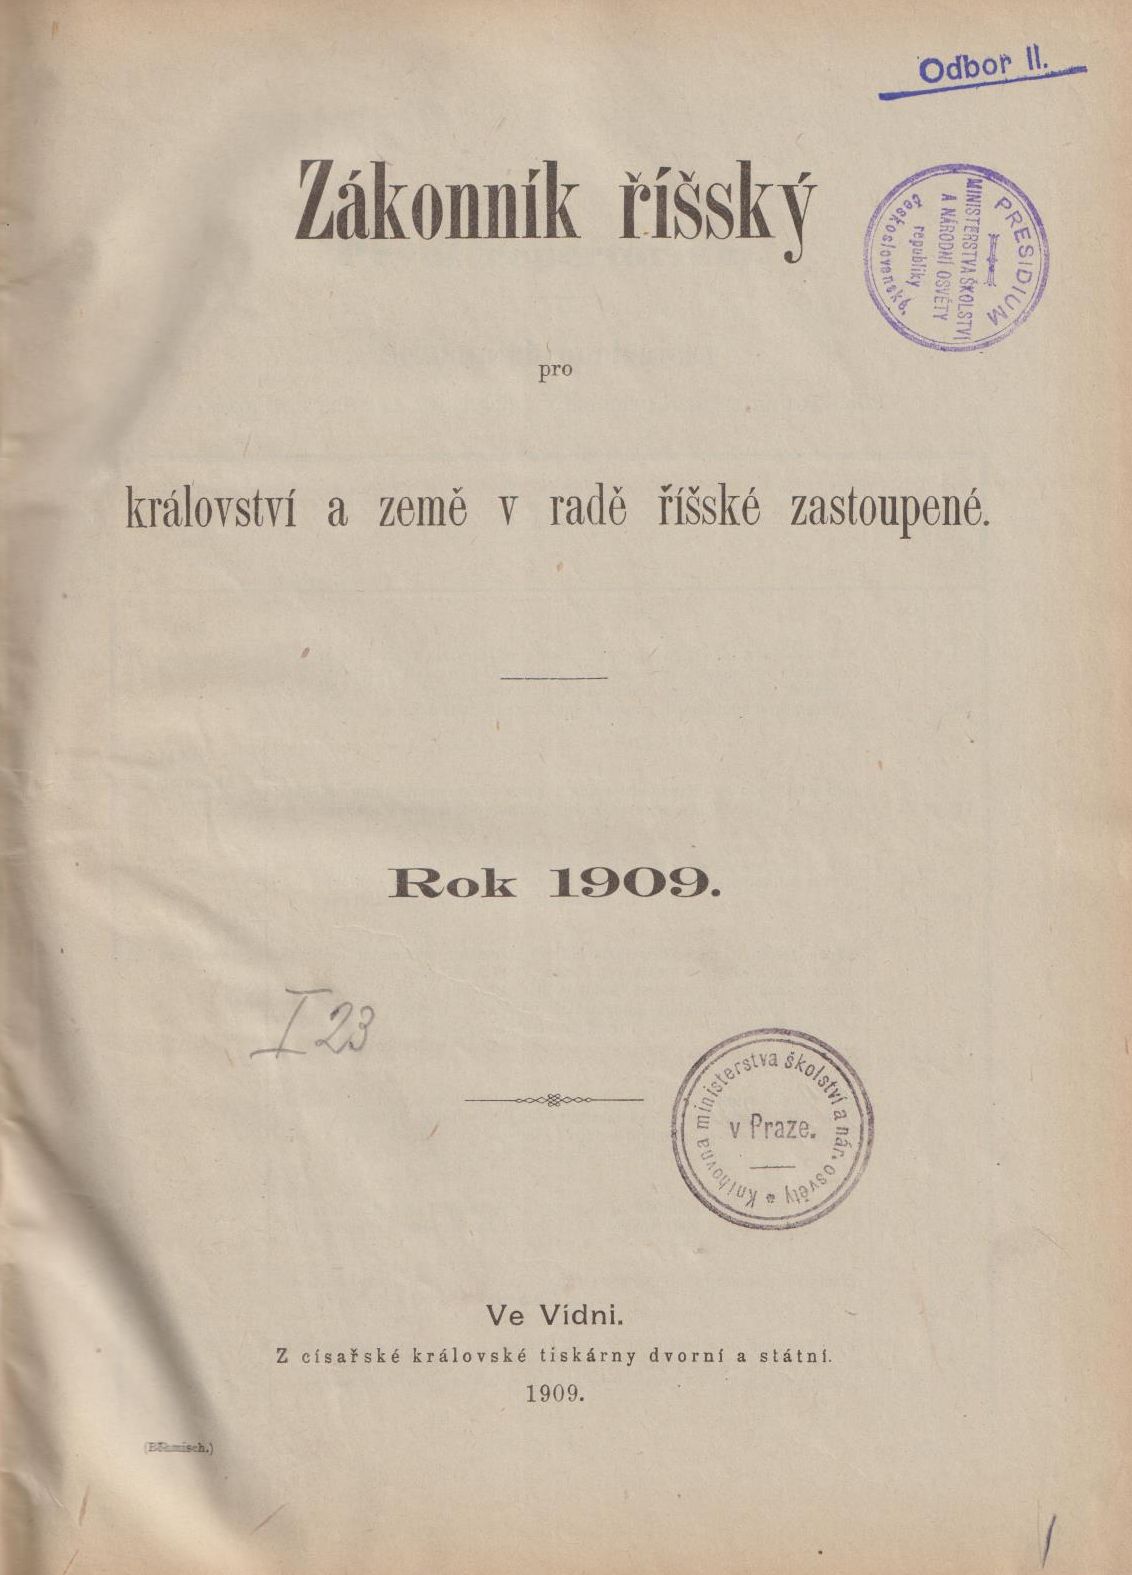 Odbor II.
Zákonník říšský
PRESIDIUM
MINISTERSTVA ŠKOLSTVÍ
A NÁRODNÍ OSVĚTY
republiky
československé.
pro
království a země v radě říšské zastoupené.
Rok 1909.
I 23
Knihovna ministerstva školství a nár. osvěty *
v Praze.
Ve Vídni.
Z císařské královské tiskárny dvorní a státní.
1909.
(Böhmisch.)